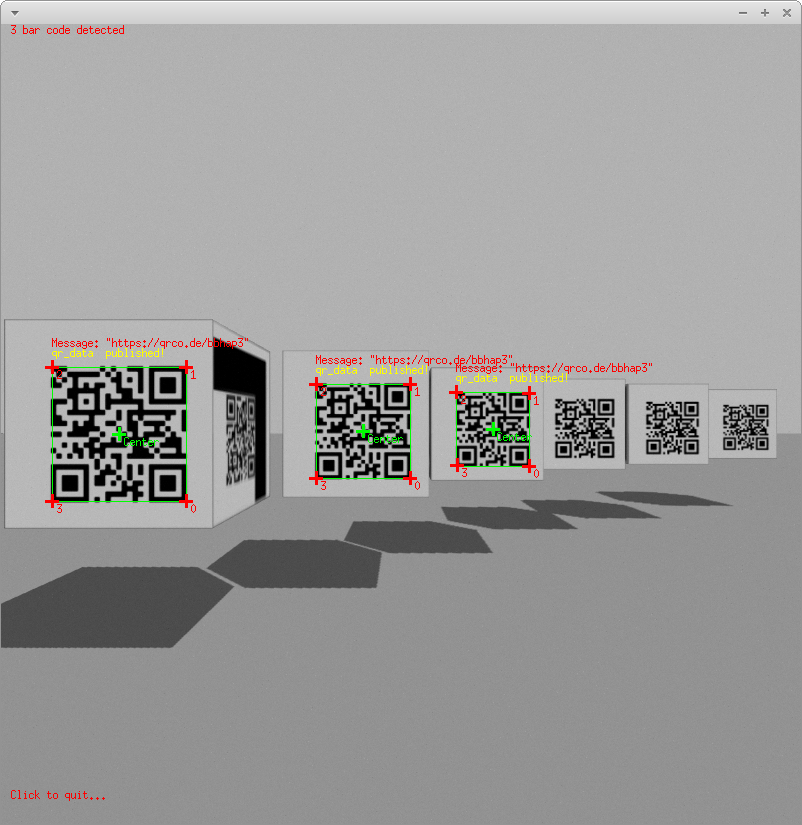 3 bar code detected
Message: "https://qrco.de/bbhap3"
qr_data published!
1
Center
3
0
Message: "https://qrco.de/bbhap3"
qr_data published!
1
Center
3
0
Message: "https://qrco.de/bbhap3"
qr_data published!
1
Center
3
0
Click to quit...